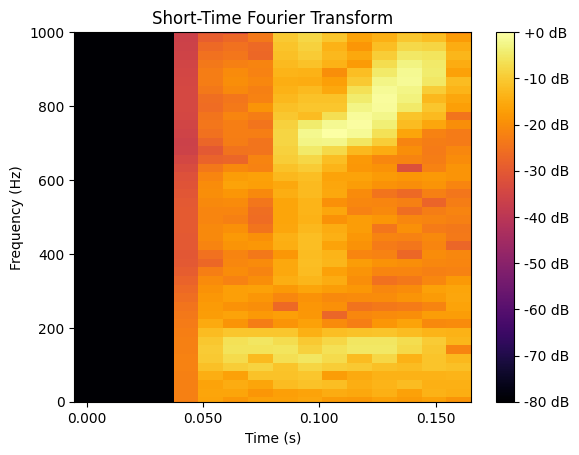 Short-Time Fourier Transform
Frequency (Hz)
1000
800
600
400
200
0
0.000
0.050
0.100
0.150
Time (s)
+0 dB
-10 dB
-20 dB
-30 dB
-40 dB
-50 dB
-60 dB
-70 dB
-80 dB